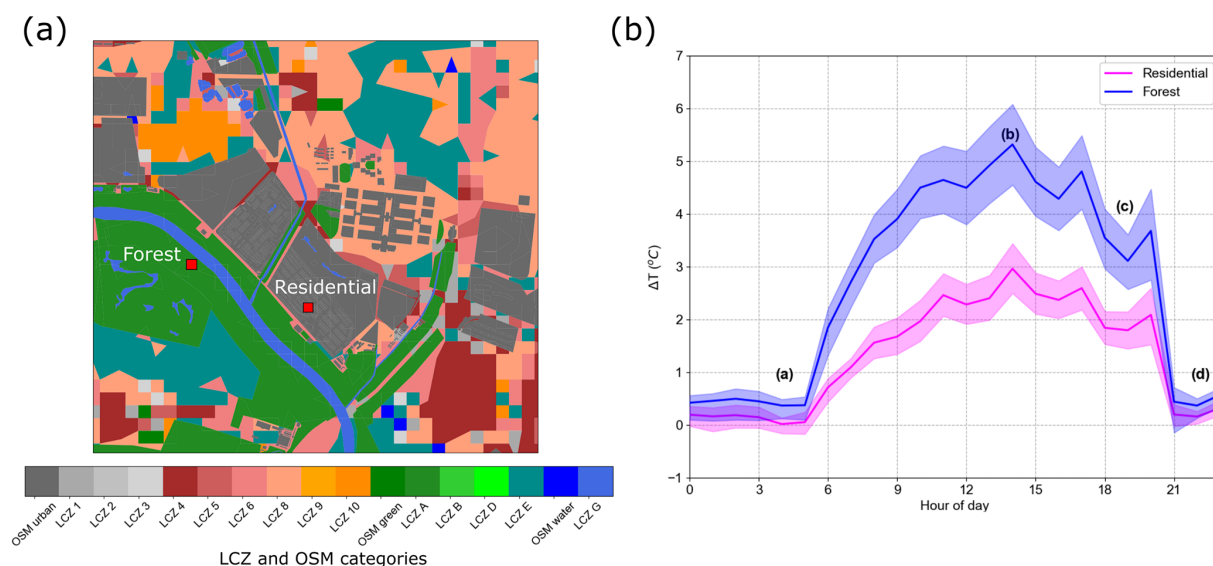 (a)
Forest
Residential
OSM urban
LCZ 1
LCZ 2
LCZ 3
LCZ 4
LCZ 5
LCZ 6
LCZ 8
LCZ 9
LCZ 10
OSM green
LCZ A
LCZ B
LCZ D
LCZ E
OSM water
LCZ G
LCZ and OSM categories
(b)
7
6
5
4
3
2
1
0
−1
ΔT (°C)
Residential
Forest
(a)
(b)
(c)
(d)
0 3 6 9 12 15 18 21
Hour of day